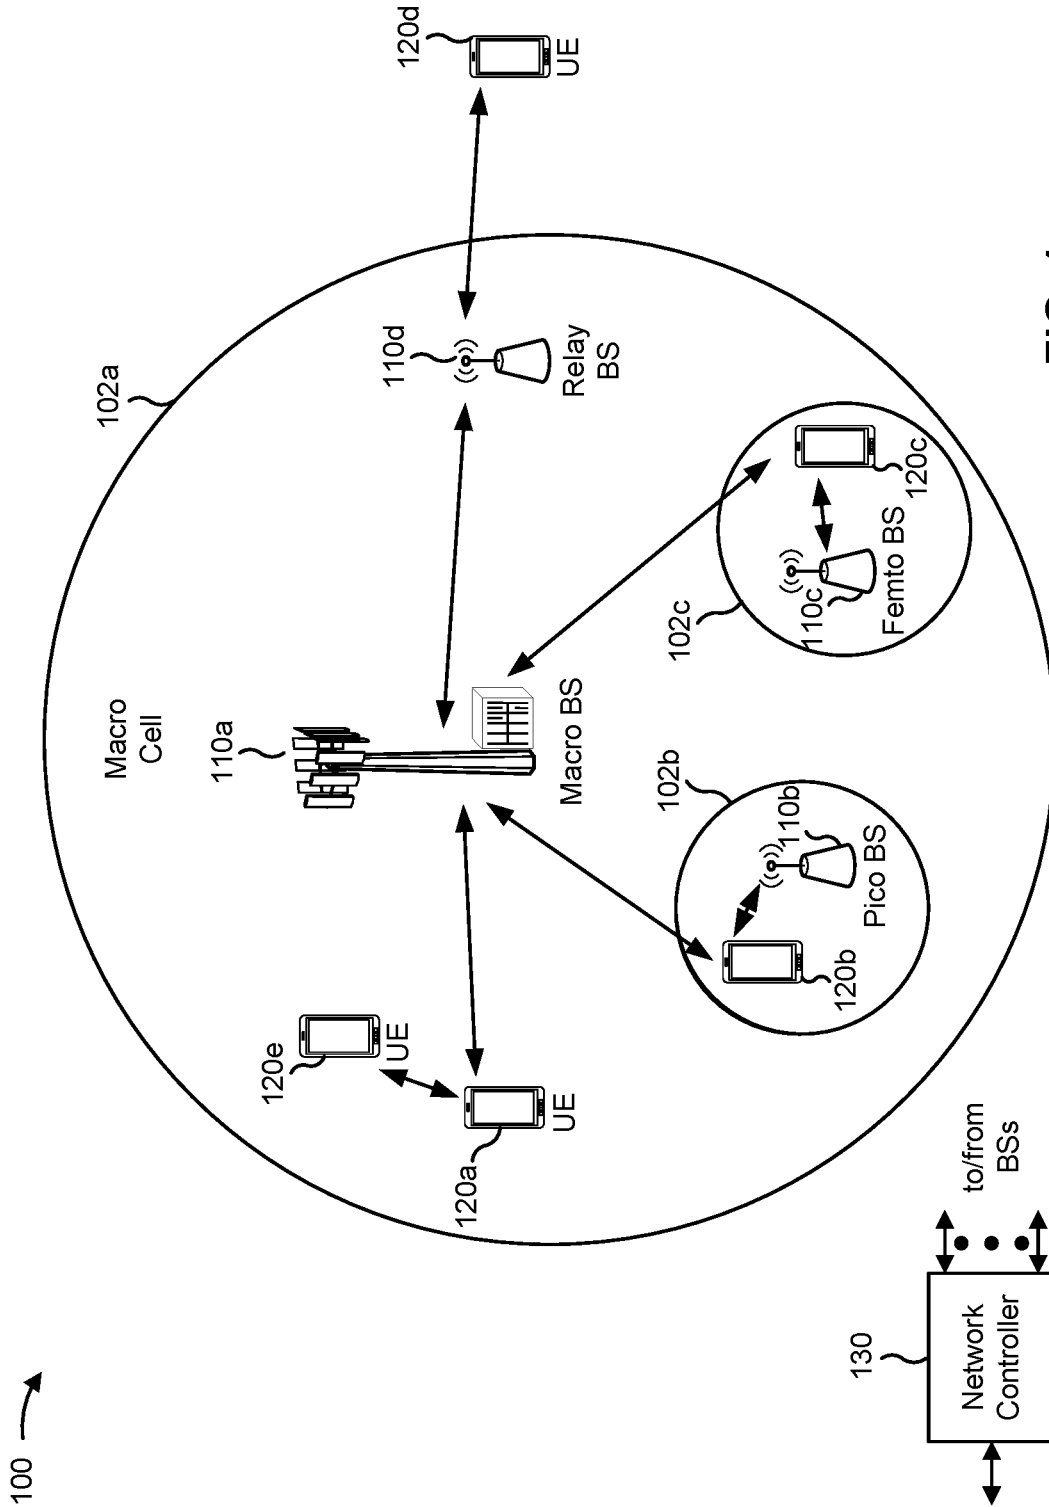 100
Macro
Cell
102a
110a
120e
UE
110d
120d
UE
120a
UE
Macro BS
Relay
BS
102b
102c
110b
110c
120b
Pico BS
Femto BS
120c
130
Network
Controller
to/from
BSs